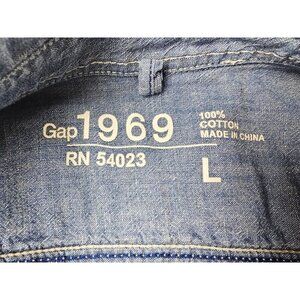 Gap 1969
RN 54023
100%
COTTON
MADE IN CHINA
L